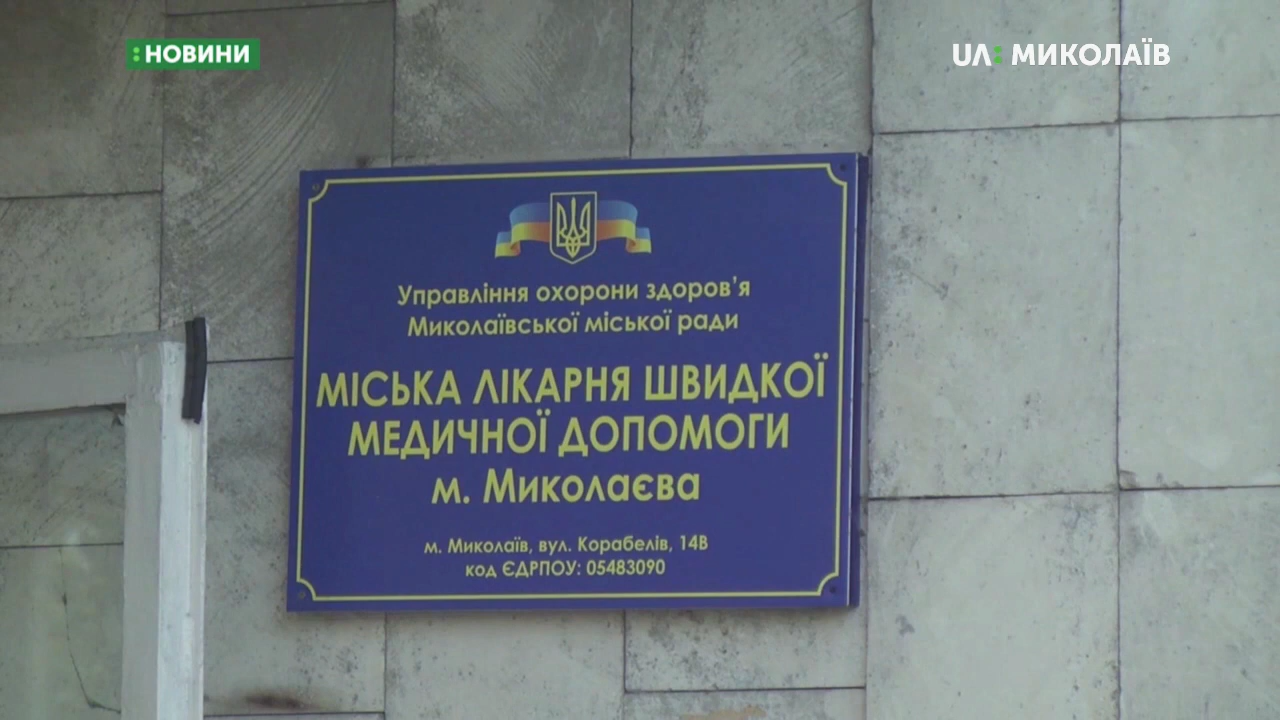 :НОВИНИ
UA: МИКОЛАЇВ
Управління охорони здоров'я
Миколаївської міської ради
МІСЬКА ЛІКАРНЯ ШВИДКОЇ
МЕДИЧНОЇ ДОПОМОГИ
м. Миколаєва
м. Миколаїв, вул. Корабелів, 14В
код ЄДРПОУ: 05483090